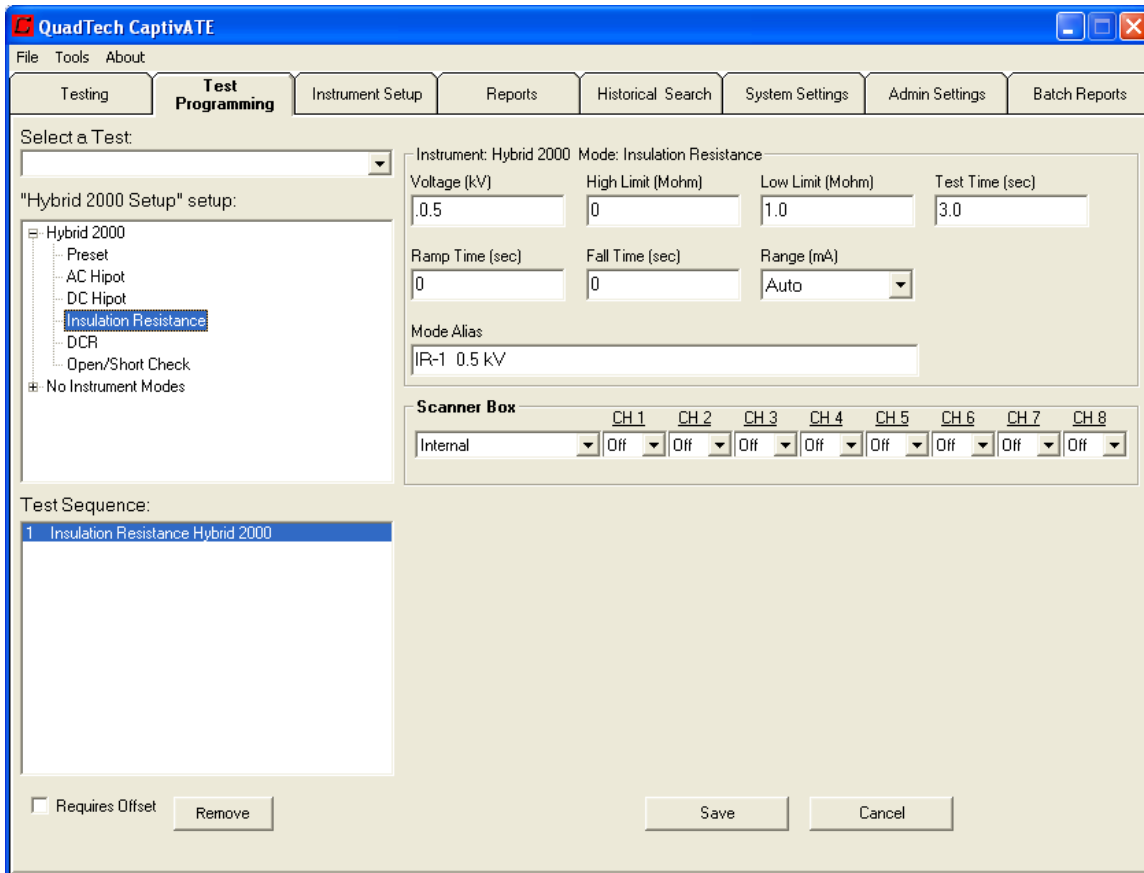 QuadTech CaptivATE
File Tools About
Testing Test Programming Instrument Setup Reports Historical Search System Settings Admin Settings Batch Reports
Select a Test:
"Hybrid 2000 Setup" setup:
Hybrid 2000
Preset
AC Hipot
DC Hipot
Insulation Resistance
DCR
Open/Short Check
No Instrument Modes
Instrument: Hybrid 2000 Mode: Insulation Resistance
Voltage (kV) High Limit (Mohm) Low Limit (Mohm) Test Time (sec)
.0.5 0 1.0 3.0
Ramp Time (sec) Fall Time (sec) Range (mA)
0 0 Auto
Mode Alias
IR-1 0.5 kV
Scanner Box CH 1 CH 2 CH 3 CH 4 CH 5 CH 6 CH 7 CH 8
Internal Off Off Off Off Off Off Off Off
Test Sequence:
1 Insulation Resistance Hybrid 2000
Requires Offset Remove Save Cancel